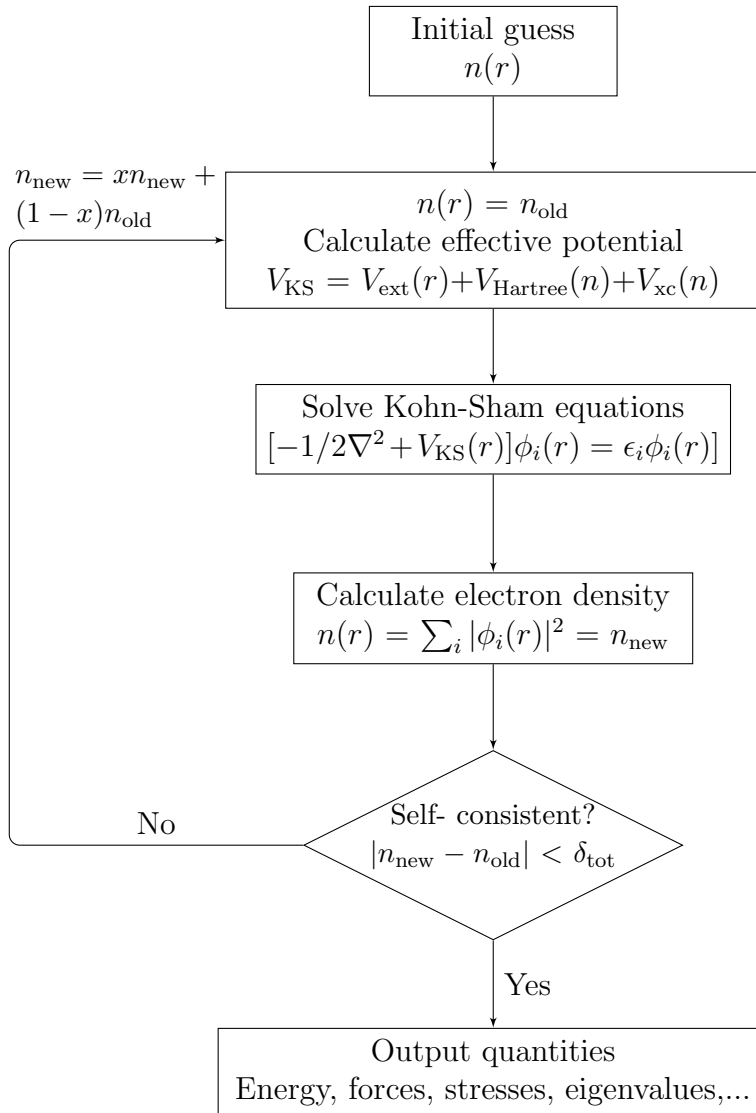 Initial guess
n(r)
n_new = xn_new +
(1 − x)n_old
n(r) = n_old
Calculate effective potential
V_KS = V_ext(r)+V_Hartree(n)+V_xc(n)
Solve Kohn-Sham equations
[−1/2∇² + V_KS(r)]ϕ_i(r) = ϵ_iϕ_i(r)]
Calculate electron density
n(r) = ∑_i |ϕ_i(r)|² = n_new
Self- consistent?
|n_new − n_old| < δ_tot
No
Yes
Output quantities
Energy, forces, stresses, eigenvalues,...